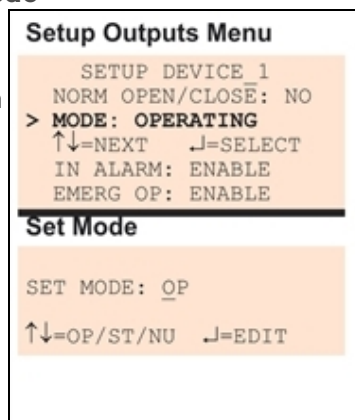 Setup Outputs Menu
SETUP DEVICE_1
NORM OPEN/CLOSE: NO
> MODE: OPERATING
↑↓=NEXT ↵=SELECT
IN ALARM: ENABLE
EMERG OP: ENABLE
Set Mode
SET MODE: OP
↑↓=OP/ST/NU ↵=EDIT